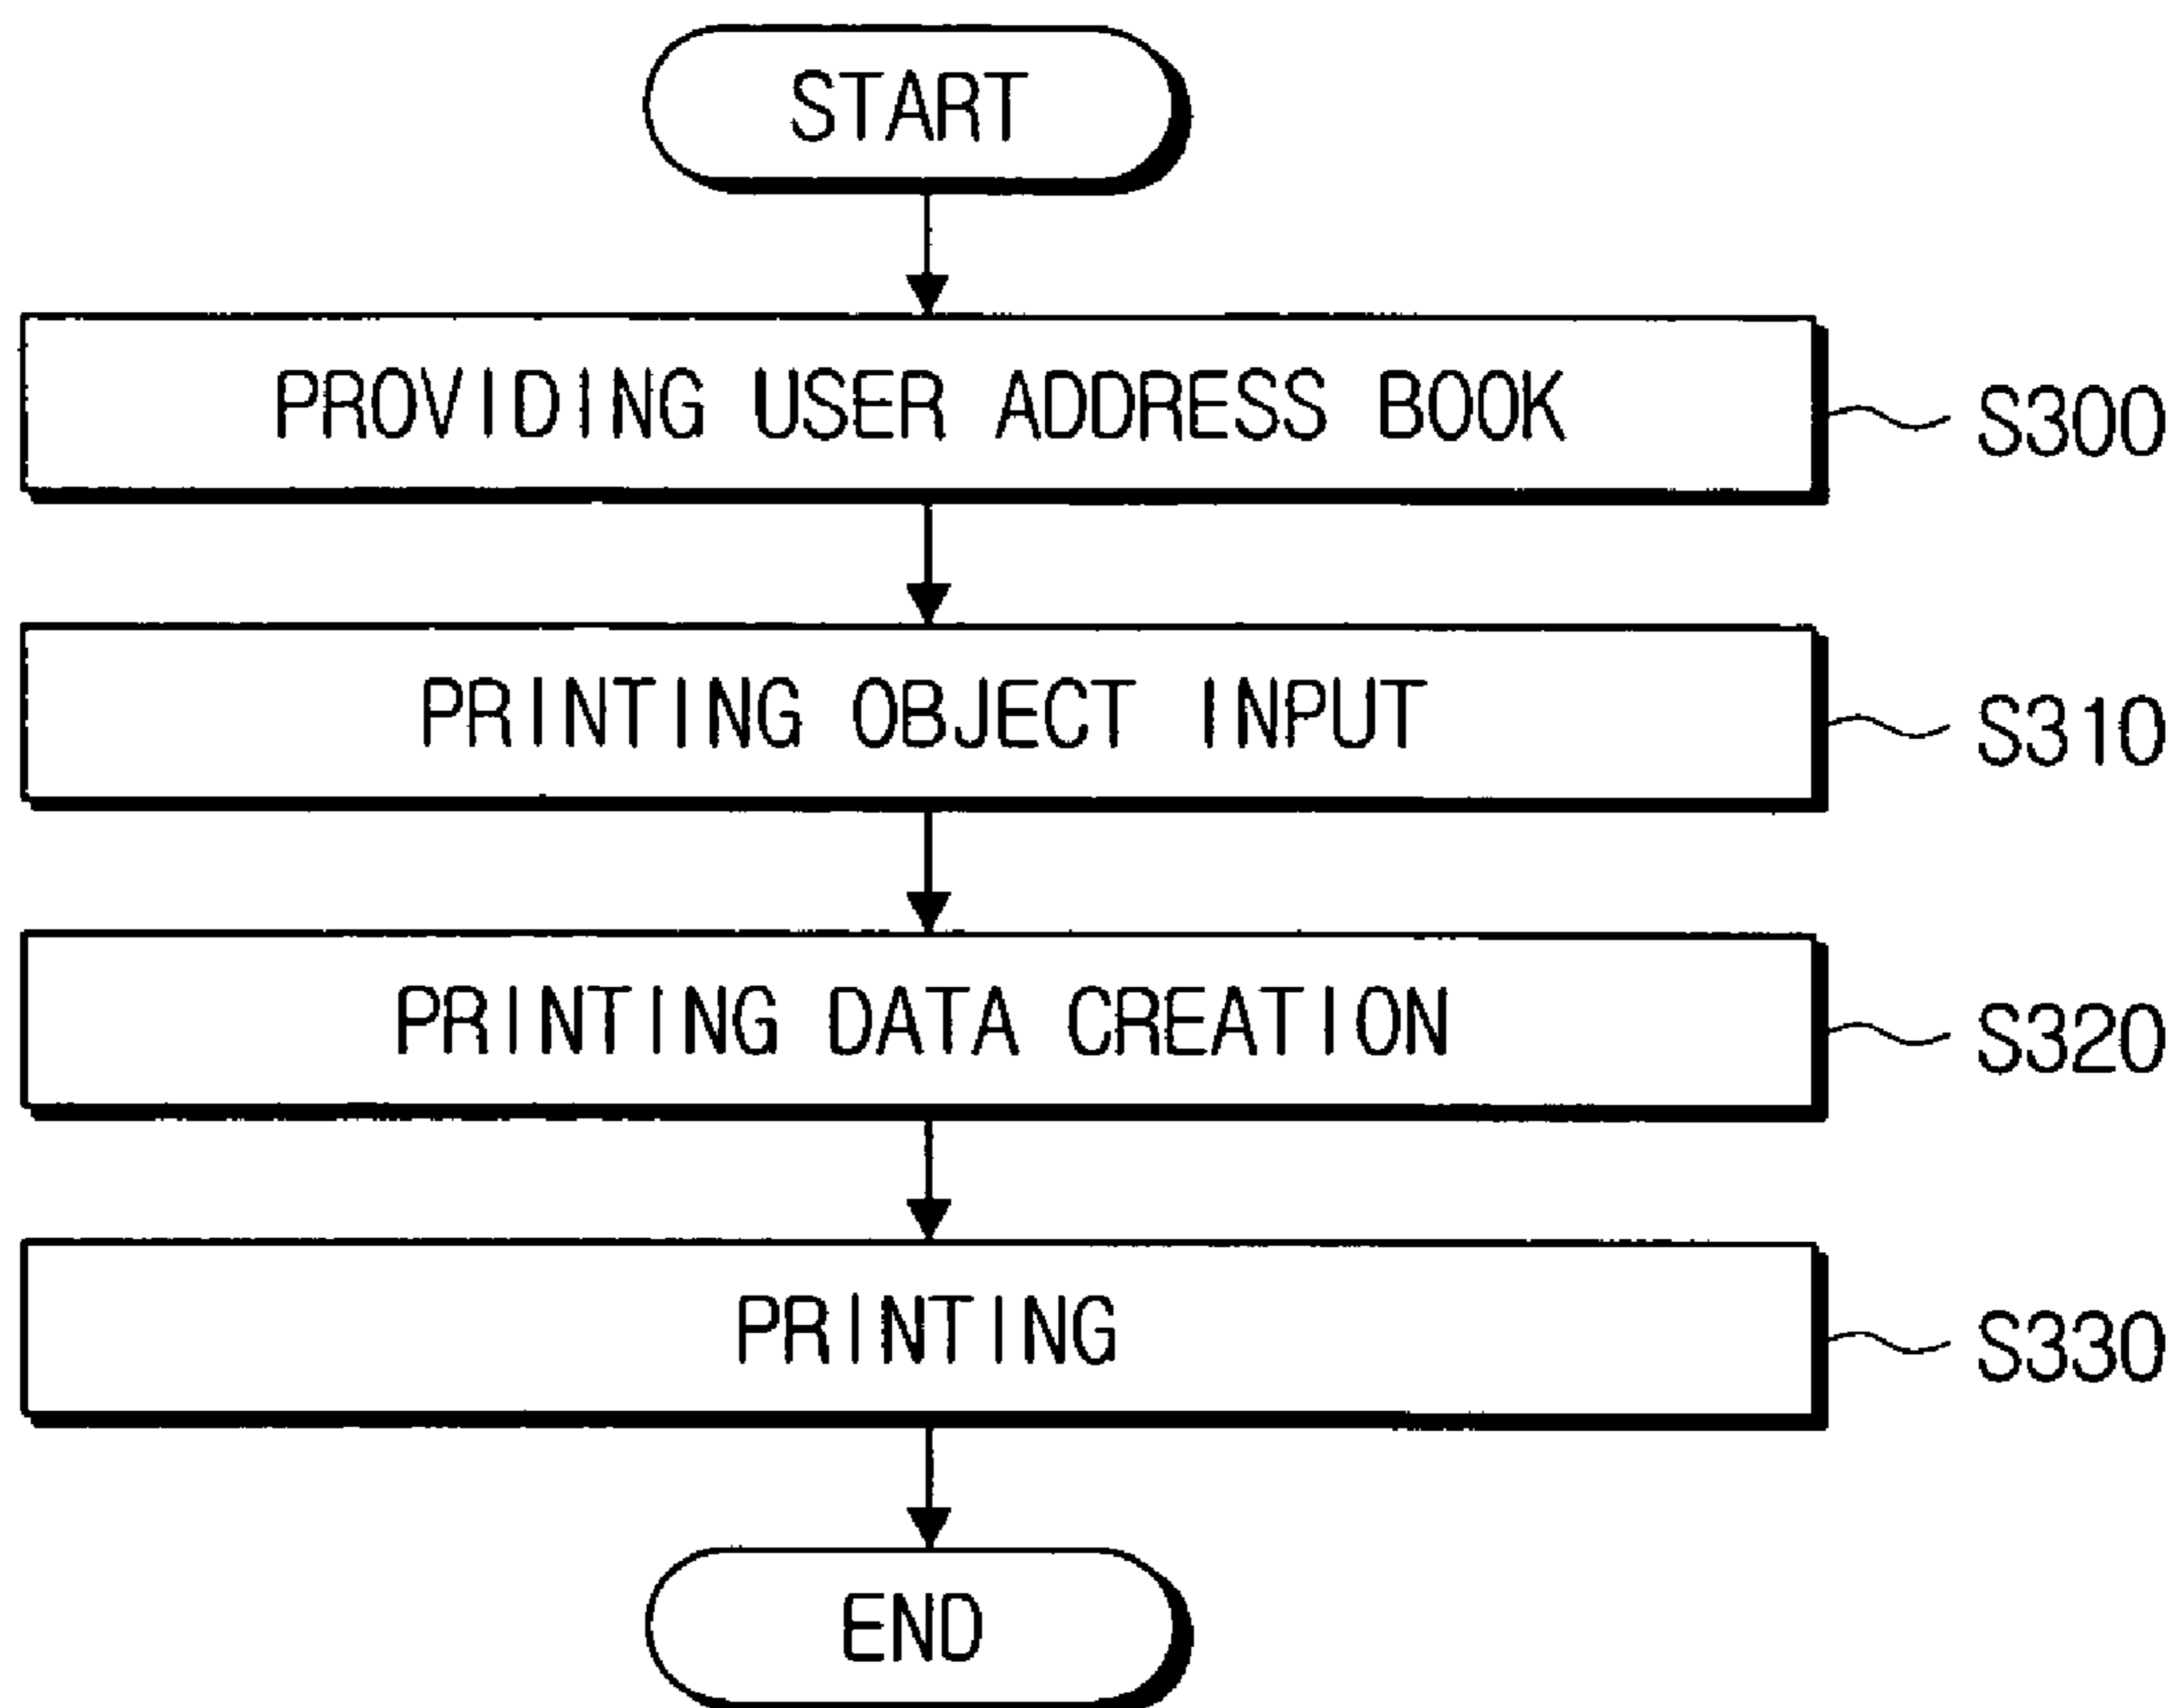 START
PROVIDING USER ADDRESS BOOK
S300
PRINTING OBJECT INPUT
S310
PRINTING DATA CREATION
S320
PRINTING
S330
END